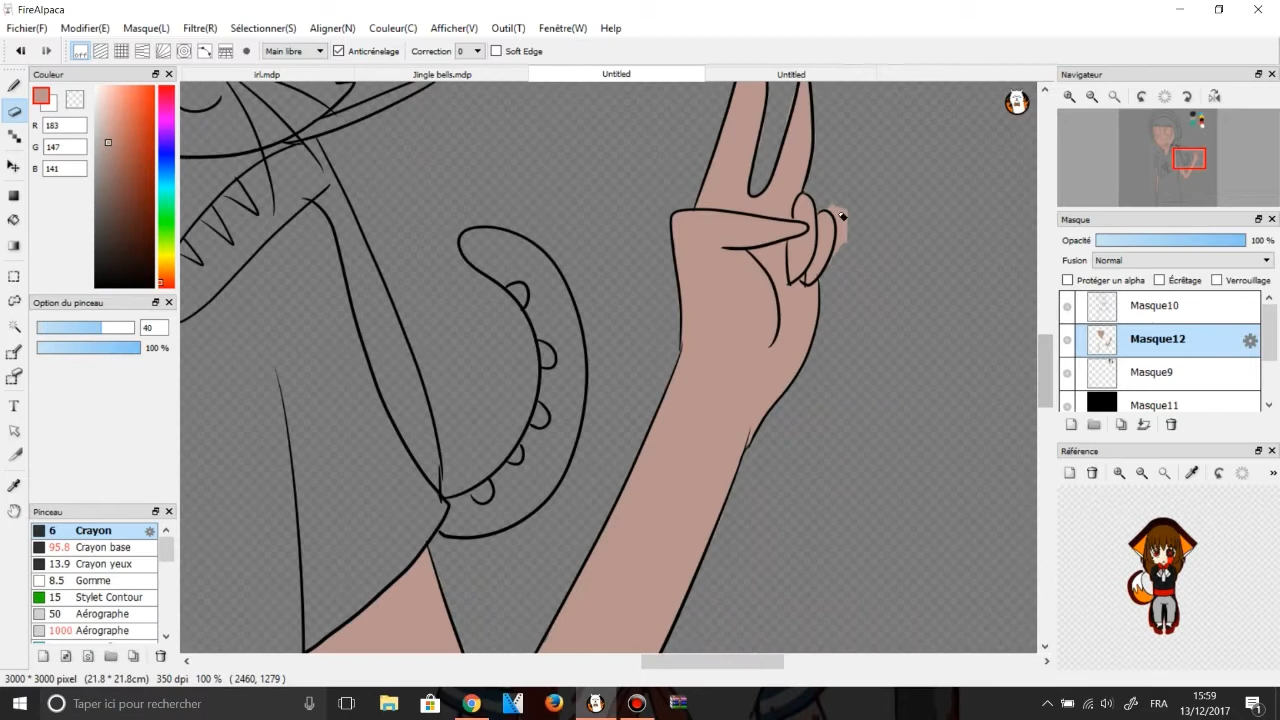 FireAlpaca
Fichier(F) Modifier(E) Masque(L) Filtre(R) Sélectionner(S) Aligner(N) Couleur(C) Afficher(V) Outil(T) Fenêtre(W) Help
off Main libre Anticrénelage Correction 0 Soft Edge
Couleur irl.mdp Jingle bells.mdp Untitled Untitled Navigateur
R 183
G 147
B 141
Masque
Opacité 100 %
Fusion Normal
Protéger un alpha Écrêtage Verrouillage
Option du pinceau
Masque10
40
Masque12
100 %
Masque9
Masque11
Référence
Pinceau
6 Crayon
95.8 Crayon base
13.9 Crayon yeux
8.5 Gomme
15 Stylet Contour
50 Aérographe
1000 Aérographe
3000 * 3000 pixel (21.8 * 21.8cm) 350 dpi 100 % ( 2460, 1279 )
Taper ici pour rechercher
FRA
15:59
13/12/2017
1